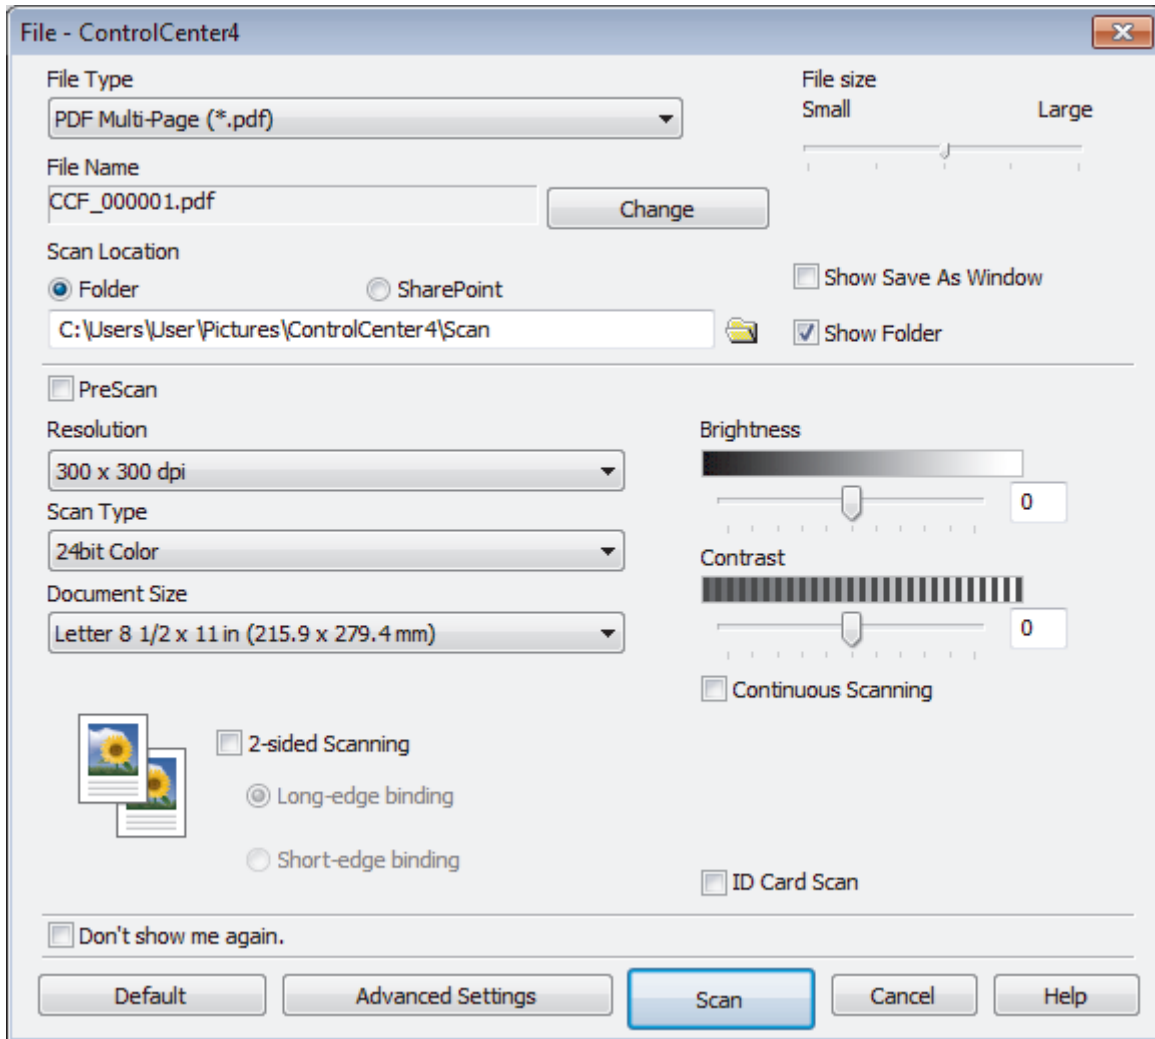 File - ControlCenter4
File Type
File size
PDF Multi-Page (*.pdf)
Small Large
File Name
CCF_000001.pdf
Change
Scan Location
Folder SharePoint
Show Save As Window
C:\Users\User\Pictures\ControlCenter4\Scan
Show Folder
PreScan
Resolution
300 x 300 dpi
Scan Type
24bit Color
Document Size
Letter 8 1/2 x 11 in (215.9 x 279.4 mm)
Brightness
0
Contrast
0
Continuous Scanning
2-sided Scanning
Long-edge binding
Short-edge binding
ID Card Scan
Don't show me again.
Default Advanced Settings Scan Cancel Help